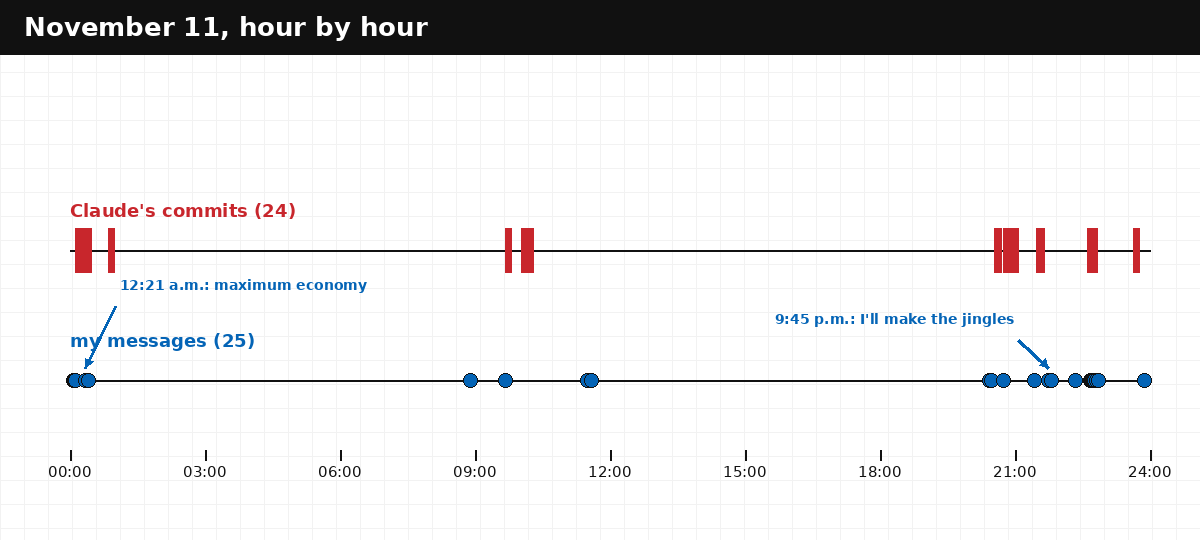 November 11, hour by hour
Claude's commits (24)
12:21 a.m.: maximum economy
9:45 p.m.: I'll make the jingles
my messages (25)
00:00 03:00 06:00 09:00 12:00 15:00 18:00 21:00 24:00